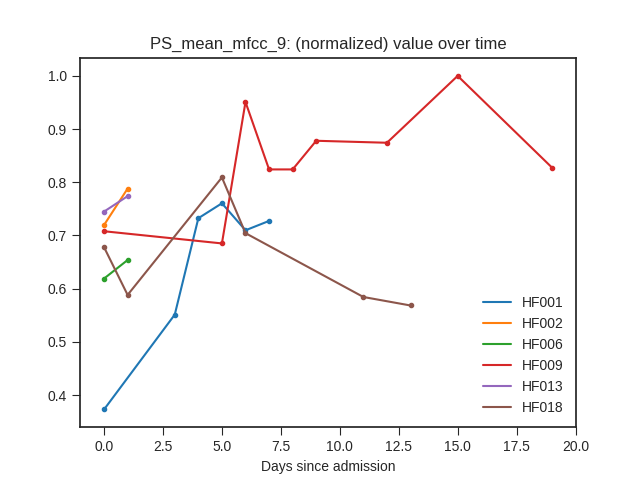 PS_mean_mfcc_9: (normalized) value over time
1.0
0.9
0.8
0.7
0.6
0.5
0.4
HF001
HF002
HF006
HF009
HF013
HF018
0.0 2.5 5.0 7.5 10.0 12.5 15.0 17.5 20.0
Days since admission